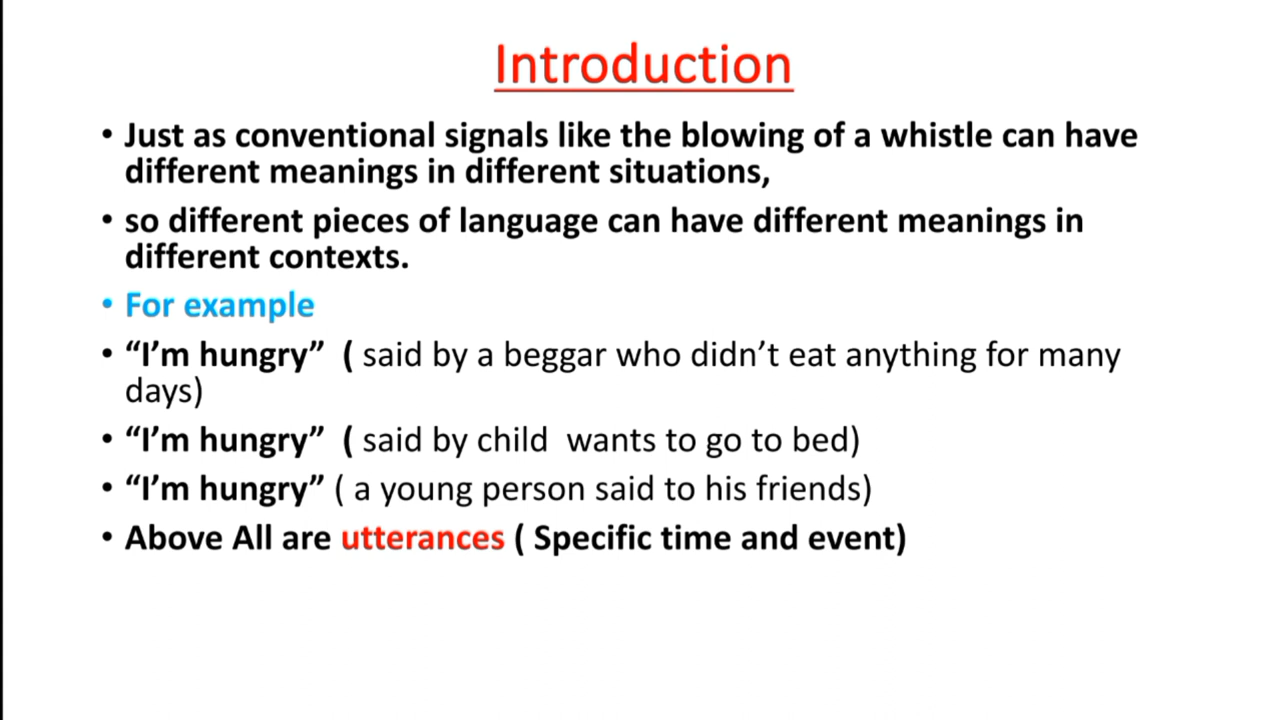 Introduction
• Just as conventional signals like the blowing of a whistle can have
different meanings in different situations,
• so different pieces of language can have different meanings in
different contexts.
• For example
• “I’m hungry” ( said by a beggar who didn’t eat anything for many
days)
• “I’m hungry” ( said by child wants to go to bed)
• “I’m hungry” ( a young person said to his friends)
• Above All are utterances ( Specific time and event)